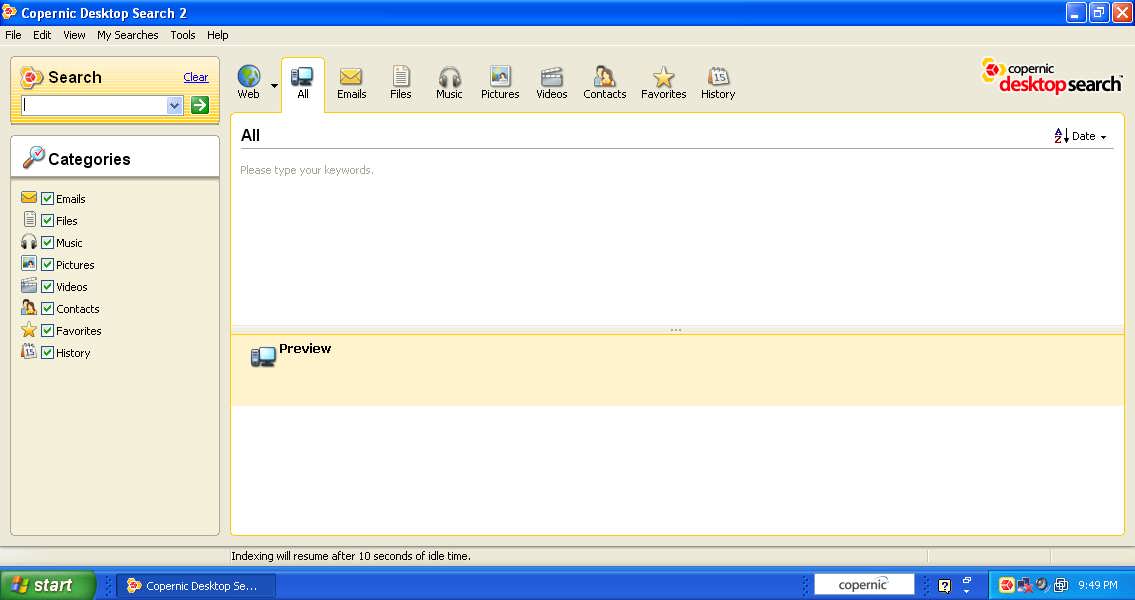 Copernic Desktop Search 2
File Edit View My Searches Tools Help
Search Clear
Web All Emails Files Music Pictures Videos Contacts Favorites History
15
copernic
desktopsearch
All
A
Z Date
Please type your keywords.
Categories
Emails
Files
Music
Pictures
Videos
Contacts
Favorites
15 History
...
Preview
Indexing will resume after 10 seconds of idle time.
start Copernic Desktop Se... copernic ? 9:49 PM